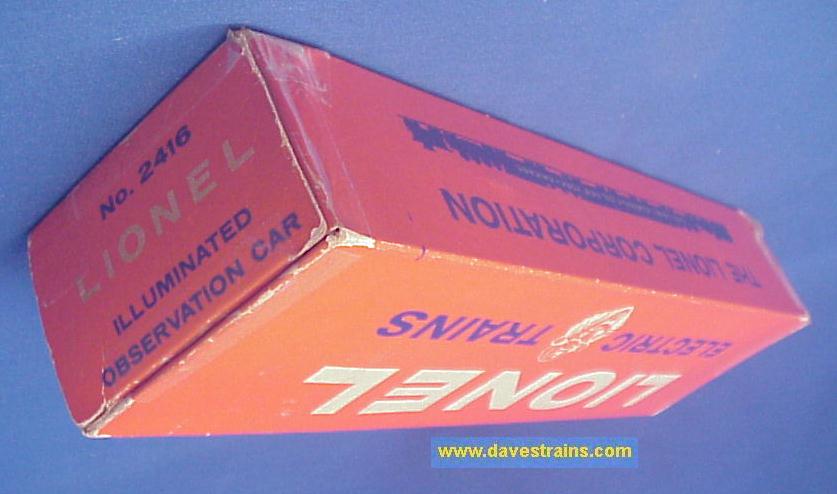 No. 2416
LIONEL
ILLUMINATED
OBSERVATION CAR
THE LIONEL CORPORATION
ELECTRIC TRAINS
LIONEL
www.davestrains.com